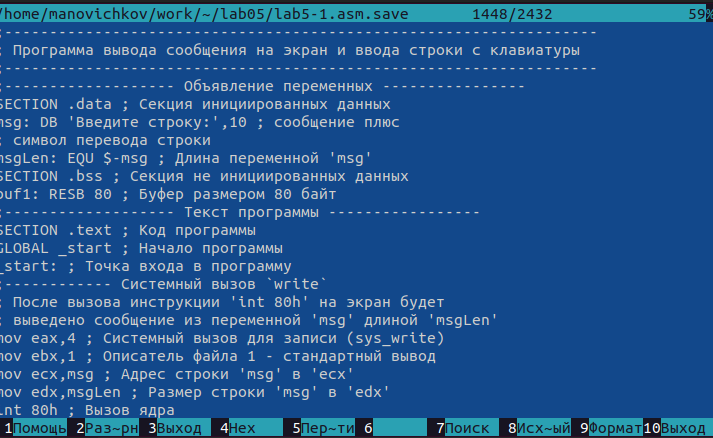 /home/manovichkov/work/~/lab05/lab5-1.asm.save 1448/2432 59%
;------------------------------------------------------------------
; Программа вывода сообщения на экран и ввода строки с клавиатуры
;------------------------------------------------------------------
;------------------- Объявление переменных ----------------
SECTION .data ; Секция инициированных данных
msg: DB 'Введите строку:',10 ; сообщение плюс
; символ перевода строки
msgLen: EQU $-msg ; Длина переменной 'msg'
SECTION .bss ; Секция не инициированных данных
buf1: RESB 80 ; Буфер размером 80 байт
;------------------- Текст программы -----------------
SECTION .text ; Код программы
GLOBAL _start ; Начало программы
_start: ; Точка входа в программу
;------------ Системный вызов `write`
; После вызова инструкции 'int 80h' на экран будет
; выведено сообщение из переменной 'msg' длиной 'msgLen'
mov eax,4 ; Системный вызов для записи (sys_write)
mov ebx,1 ; Описатель файла 1 - стандартный вывод
mov ecx,msg ; Адрес строки 'msg' в 'ecx'
mov edx,msgLen ; Размер строки 'msg' в 'edx'
int 80h ; Вызов ядра
1Помощь 2Раз~рн 3Выход 4Hex 5Пер~ти 6 7Поиск 8Исх~ый 9Формат 10Выход